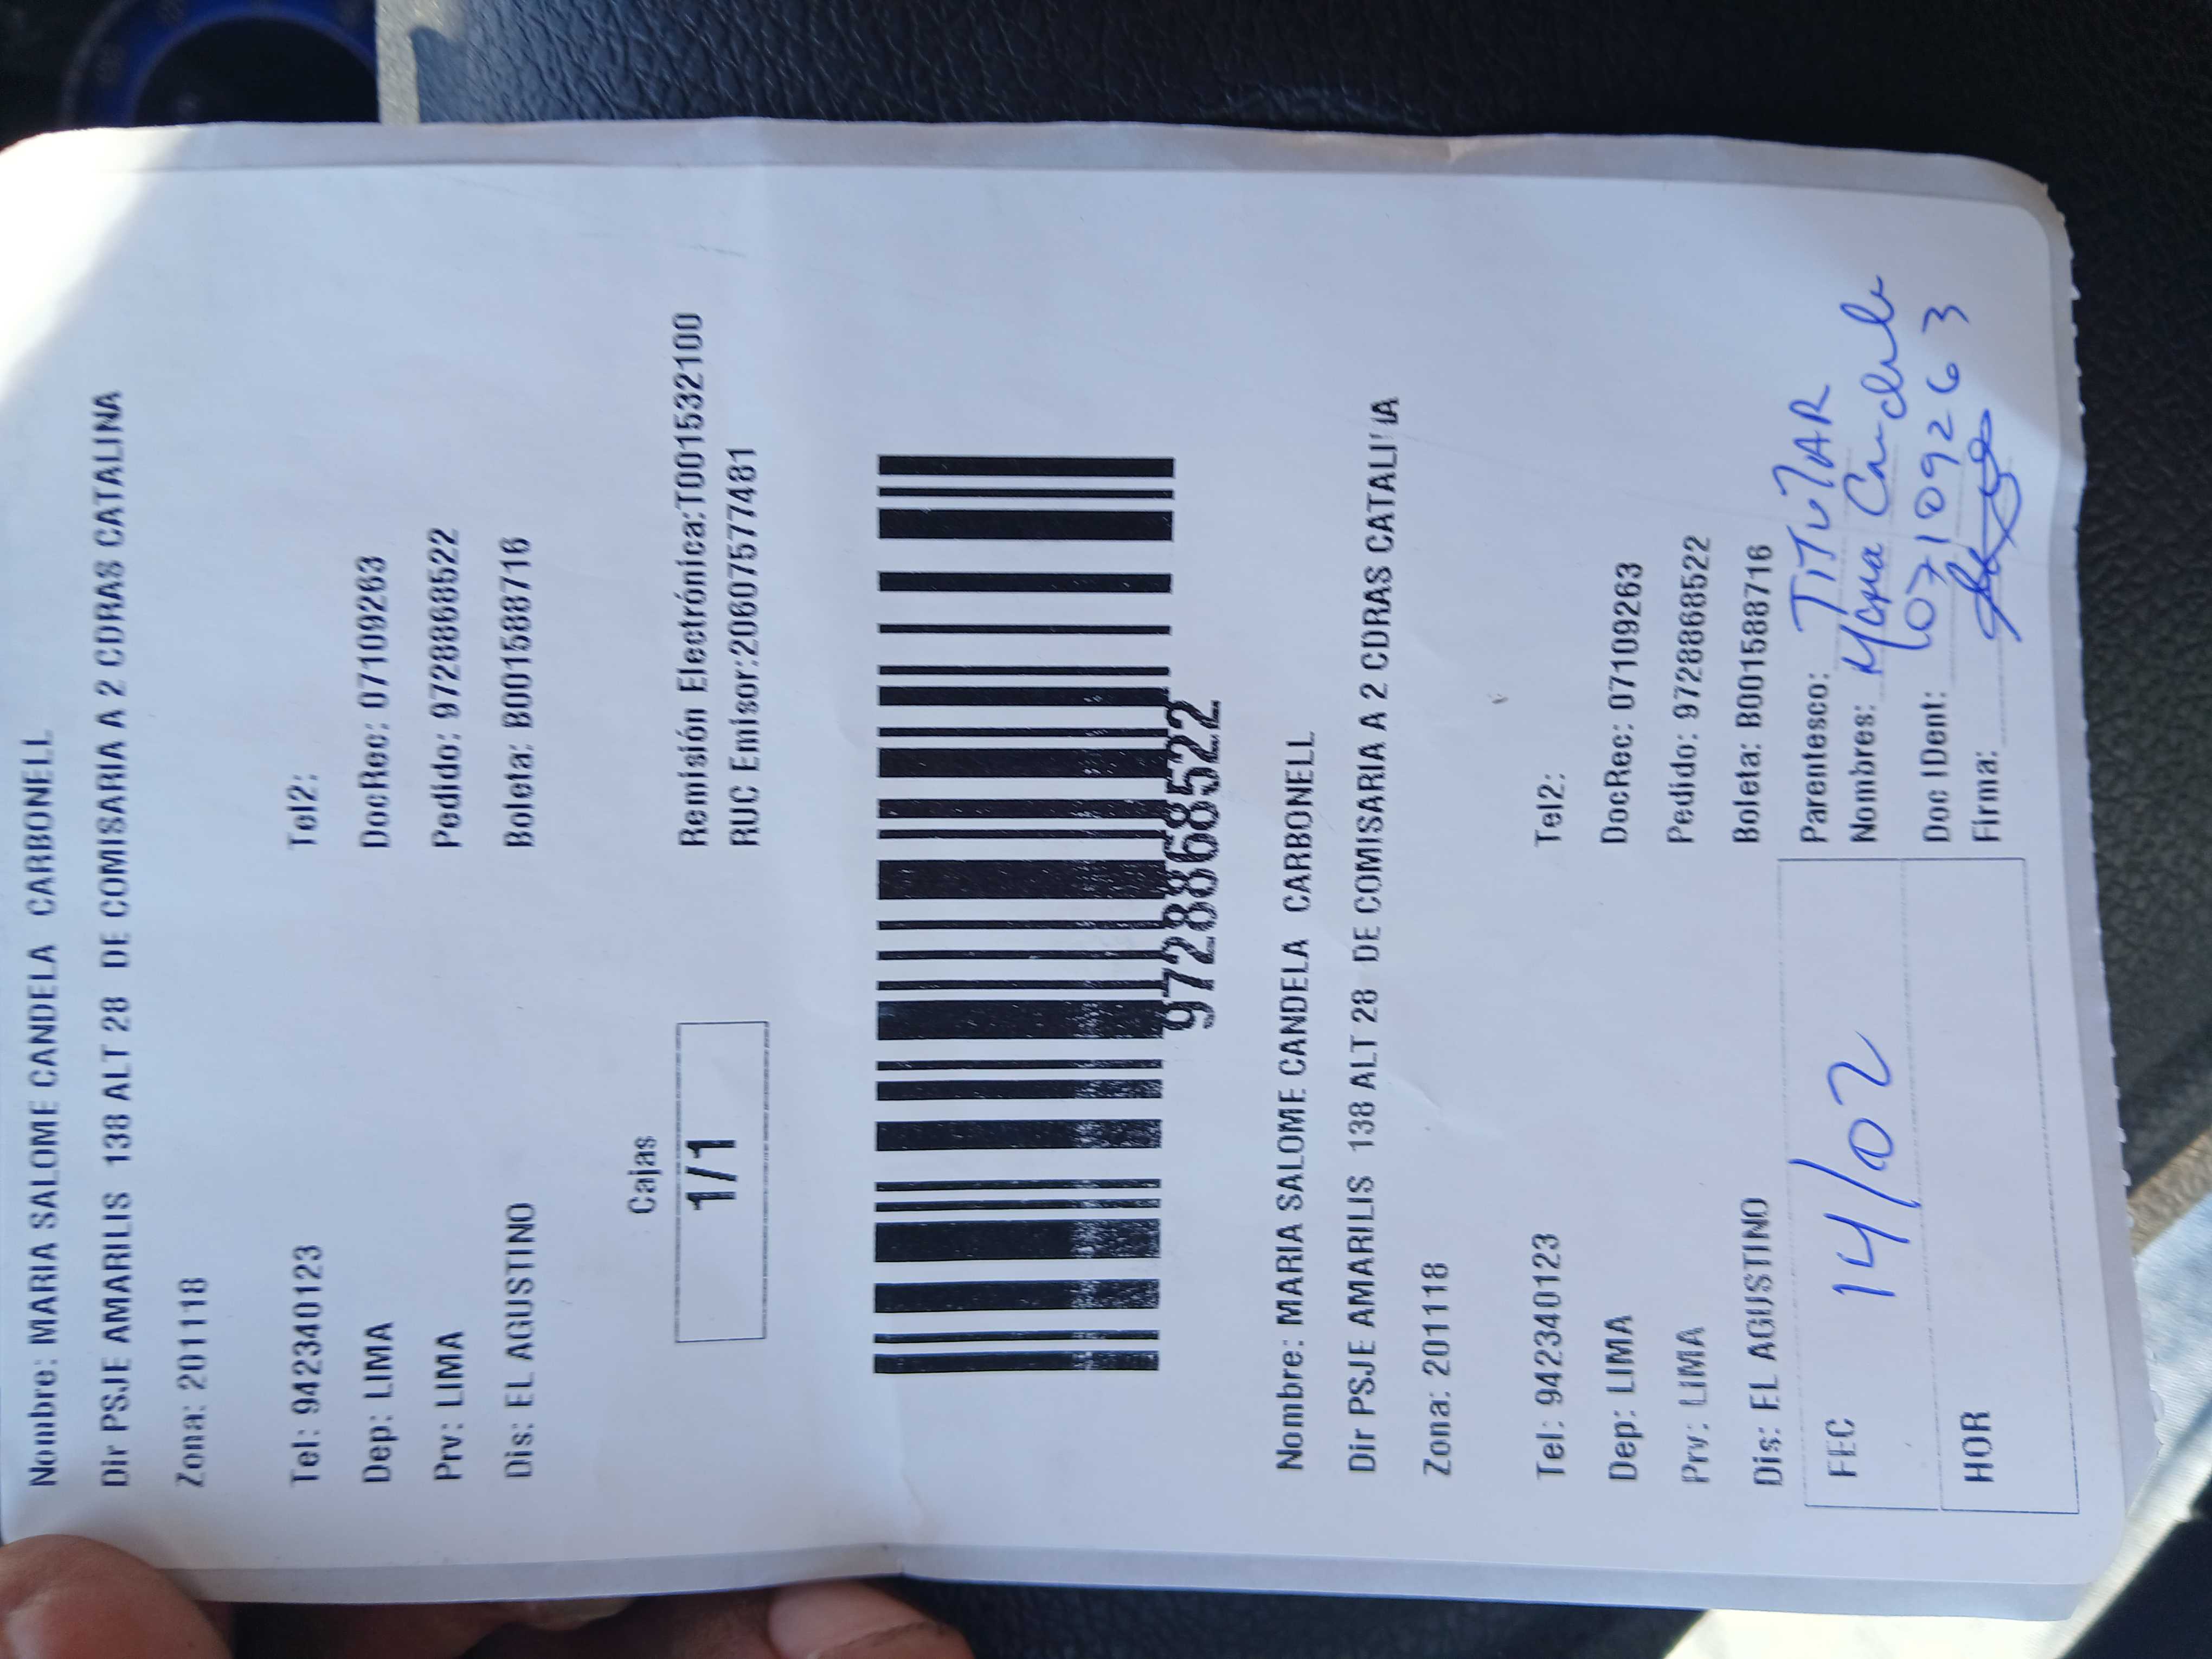 Nombre: MARIA SALOME CANDELA CARBONELL
Dir PSJE AMARILIS 138 ALT 28 DE COMISARIA A 2 CDRAS CATALINA
Zona: 201118
Tel: 942340123 Tel2:
Dep: LIMA DocRec: 07109263
Prv: LIMA Pedido: 97288668522
Dis: EL AGUSTINO Boleta: B001588716
Cajas
1/1
Remisión Electrónica:T001532100
RUC Emisor:20607577481
9728868522
Nombre: MARIA SALOME CANDELA CARBONELL
Dir PSJE AMARILIS 138 ALT 28 DE COMISARIA A 2 CDRAS CATALINA
Zona: 201118
Tel: 942340123 Tel2:
Dep: LIMA DocRec: 07109263
Prv: LIMA Pedido: 9728868522
Dis: EL AGUSTINO Boleta: B001588716
FEC 14/02
HOR
Parentesco: TITULAR
Nombres: Maria Candela
Doc IDent: 07109263
Firma: